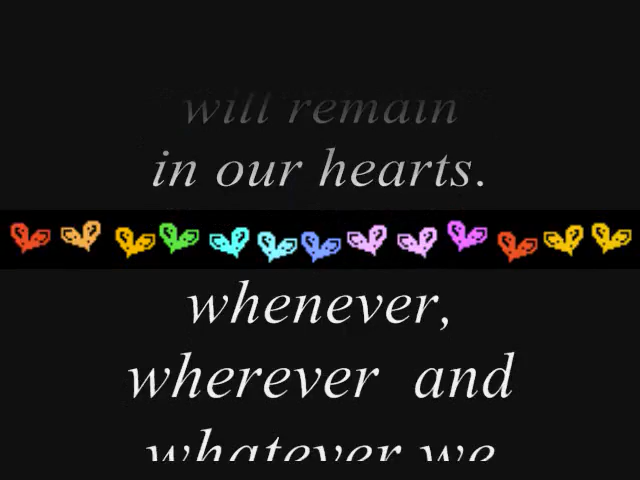 will remain
in our hearts.
whenever,
wherever and
whatever we